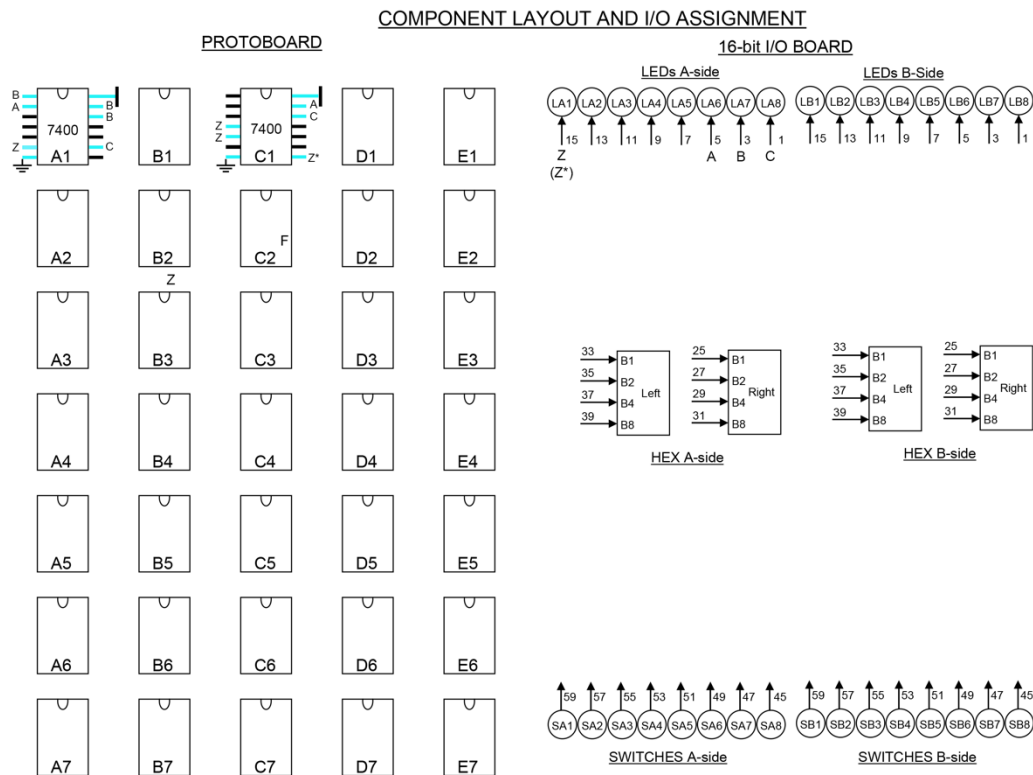 COMPONENT LAYOUT AND I/O ASSIGNMENT
PROTOBOARD
16-bit I/O BOARD
LEDs A-side
LEDs B-Side
LA1 LA2 LA3 LA4 LA5 LA6 LA7 LA8
LB1 LB2 LB3 LB4 LB5 LB6 LB7 LB8
15 13 11 9 7 5 3 1
15 13 11 9 7 5 3 1
Z A B C
(Z*)
B
A B
7400 B
Z C
A1
B1
A
C
Z 7400
Z
C1 Z*
D1
E1
A2 B2 C2 F D2 E2
Z
A3 B3 C3 D3 E3
33 B1
35 B2
37 B4
39 B8
Left
25 B1
27 B2
29 B4
31 B8
Right
HEX A-side
33 B1
35 B2
37 B4
39 B8
Left
25 B1
27 B2
29 B4
31 B8
Right
HEX B-side
A4 B4 C4 D4 E4
A5 B5 C5 D5 E5
A6 B6 C6 D6 E6
A7 B7 C7 D7 E7
59 57 55 53 51 49 47 45
SA1 SA2 SA3 SA4 SA5 SA6 SA7 SA8
SWITCHES A-side
59 57 55 53 51 49 47 45
SB1 SB2 SB3 SB4 SB5 SB6 SB7 SB8
SWITCHES B-side